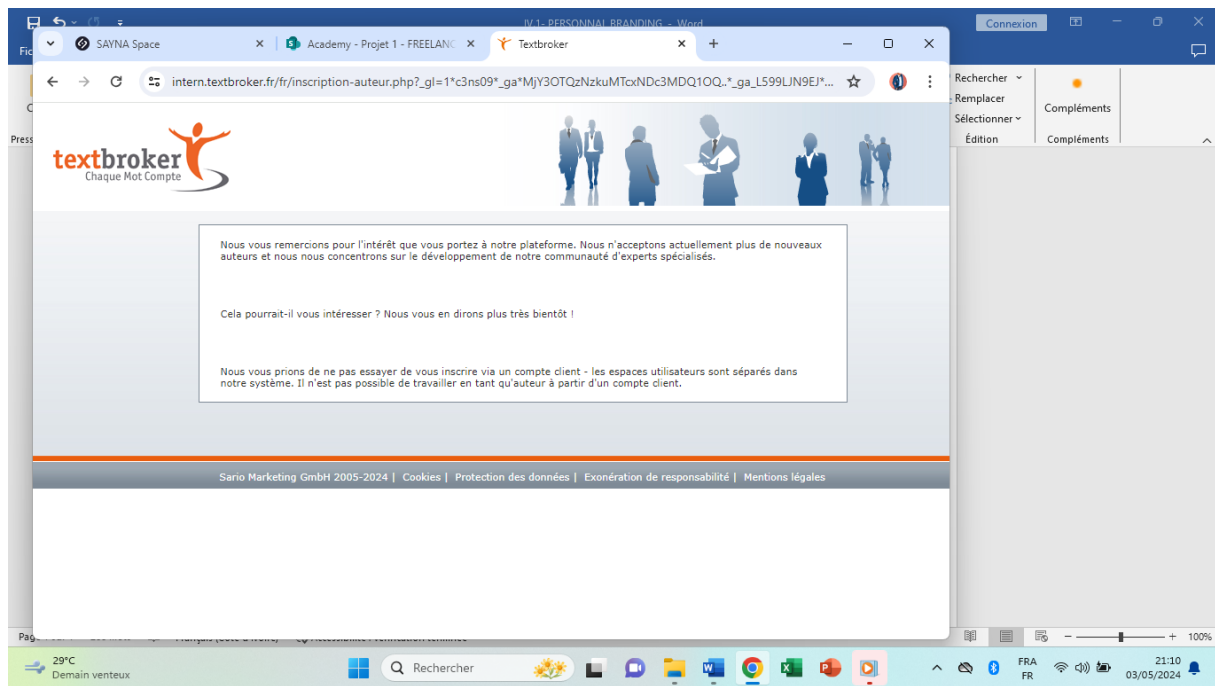 IV 1- PERSONNAL BRANDING - Word
Connexion
SAYNA Space
Academy - Projet 1 - FREELANC
Textbroker
intern.textbroker.fr/fr/inscription-auteur.php?_gl=1*c3ns09*_ga*MjY3OTQzNzkuMTcxNDc3MDQ1OQ..*_ga_L599LJN9EJ*...
Rechercher
Remplacer
Sélectionner
Édition
Compléments
Compléments
textbroker
Chaque Mot Compte
Nous vous remercions pour l'intérêt que vous portez à notre plateforme. Nous n'acceptons actuellement plus de nouveaux
auteurs et nous nous concentrons sur le développement de notre communauté d'experts spécialisés.
Cela pourrait-il vous intéresser ? Nous vous en dirons plus très bientôt !
Nous vous prions de ne pas essayer de vous inscrire via un compte client - les espaces utilisateurs sont séparés dans
notre système. Il n'est pas possible de travailler en tant qu'auteur à partir d'un compte client.
Sario Marketing GmbH 2005-2024 | Cookies | Protection des données | Exonération de responsabilité | Mentions légales
100%
29°C
Demain venteux
Rechercher
FRA
FR
21:10
03/05/2024